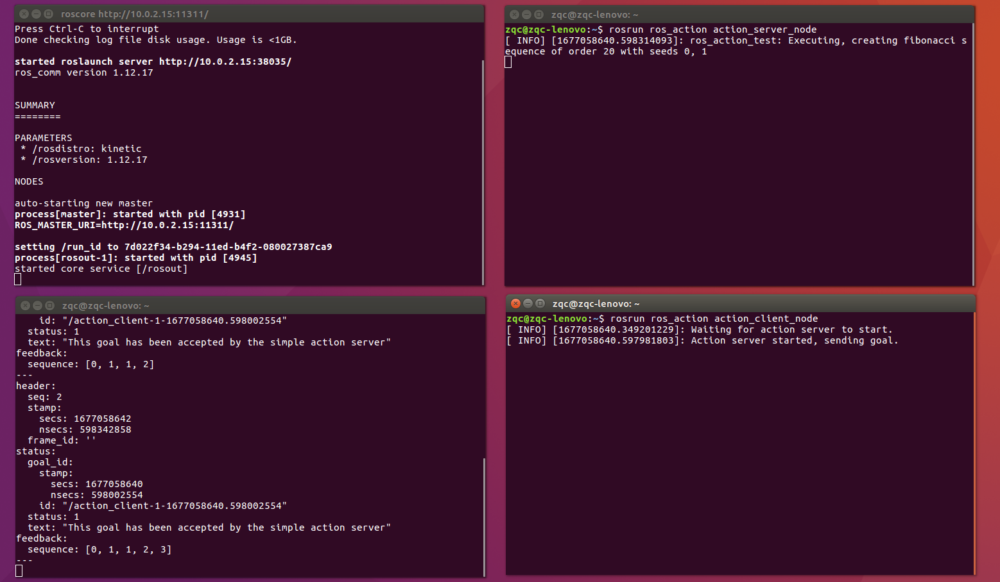 roscore http://10.0.2.15:11311/
Press Ctrl-C to interrupt
Done checking log file disk usage. Usage is <1GB.
started roslaunch server http://10.0.2.15:38035/
ros_comm version 1.12.17
SUMMARY
========
PARAMETERS
 * /rosdistro: kinetic
 * /rosversion: 1.12.17
NODES
auto-starting new master
process[master]: started with pid [4931]
ROS_MASTER_URI=http://10.0.2.15:11311/
setting /run_id to 7d022f34-b294-11ed-b4f2-080027387ca9
process[rosout-1]: started with pid [4945]
started core service [/rosout]
zqc@zqc-lenovo: ~
zqc@zqc-lenovo:~$ rosrun ros_action action_server_node
[ INFO] [1677058640.598314093]: ros_action_test: Executing, creating fibonacci s
equence of order 20 with seeds 0, 1
zqc@zqc-lenovo: ~
    id: "/action_client-1-1677058640.598002554"
  status: 1
  text: "This goal has been accepted by the simple action server"
feedback:
  sequence: [0, 1, 1, 2]
---
header:
  seq: 2
  stamp:
    secs: 1677058642
    nsecs: 598342858
  frame_id: ''
status:
  goal_id:
    stamp:
      secs: 1677058640
      nsecs: 598002554
    id: "/action_client-1-1677058640.598002554"
  status: 1
  text: "This goal has been accepted by the simple action server"
feedback:
  sequence: [0, 1, 1, 2, 3]
---
zqc@zqc-lenovo: ~
zqc@zqc-lenovo:~$ rosrun ros_action action_client_node
[ INFO] [1677058640.349201229]: Waiting for action server to start.
[ INFO] [1677058640.597981803]: Action server started, sending goal.